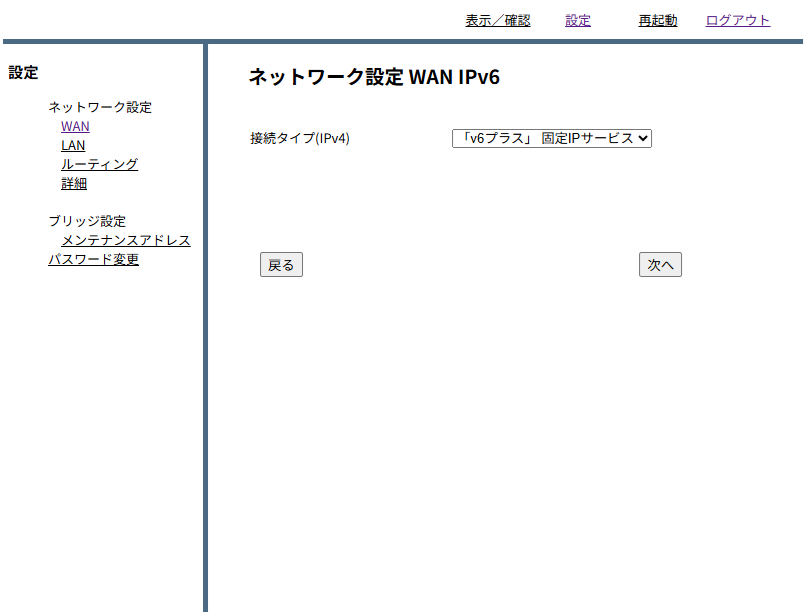 表示／確認 設定 再起動 ログアウト
設定
ネットワーク設定
WAN
LAN
ルーティング
詳細
ブリッジ設定
メンテナンスアドレス
パスワード変更
ネットワーク設定 WAN IPv6
接続タイプ(IPv4) 「v6プラス」 固定IPサービス
戻る 次へ